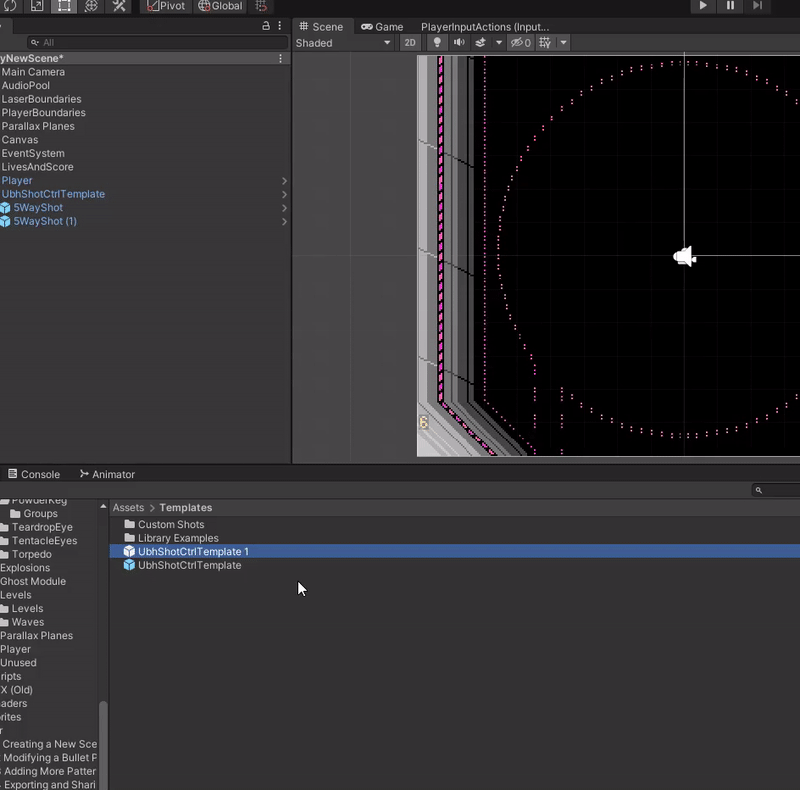 Pivot Global
Scene Game PlayerInputActions (Input...
All
Shaded 2D 0
yNewScene*
Main Camera
AudioPool
LaserBoundaries
PlayerBoundaries
Parallax Planes
Canvas
EventSystem
LivesAndScore
Player
UbhShotCtrlTemplate
5WayShot
5WayShot (1)
6
Console Animator
PowderKeg
Groups
TeardropEye
TentacleEyes
Torpedo
Explosions
Ghost Module
Levels
Levels
Waves
Parallax Planes
Player
Unused
ripts
X (Old)
aders
rites
r
Creating a New Sce
Modifying a Bullet P
Adding More Patter
Exporting and Shari
Assets > Templates
Custom Shots
Library Examples
UbhShotCtrlTemplate 1
UbhShotCtrlTemplate